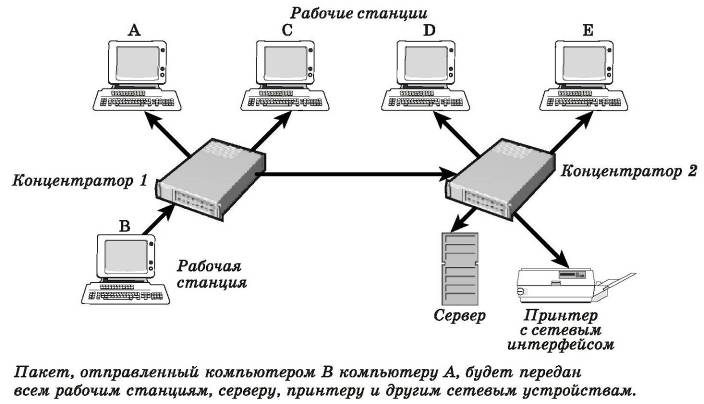 Рабочие станции
A
C
D
E
Концентратор 1
Концентратор 2
B
Рабочая
станция
Сервер
Принтер
с сетевым
интерфейсом
Пакет, отправленный компьютером B компьютеру A, будет передан
всем рабочим станциям, серверу, принтеру и другим сетевым устройствам.